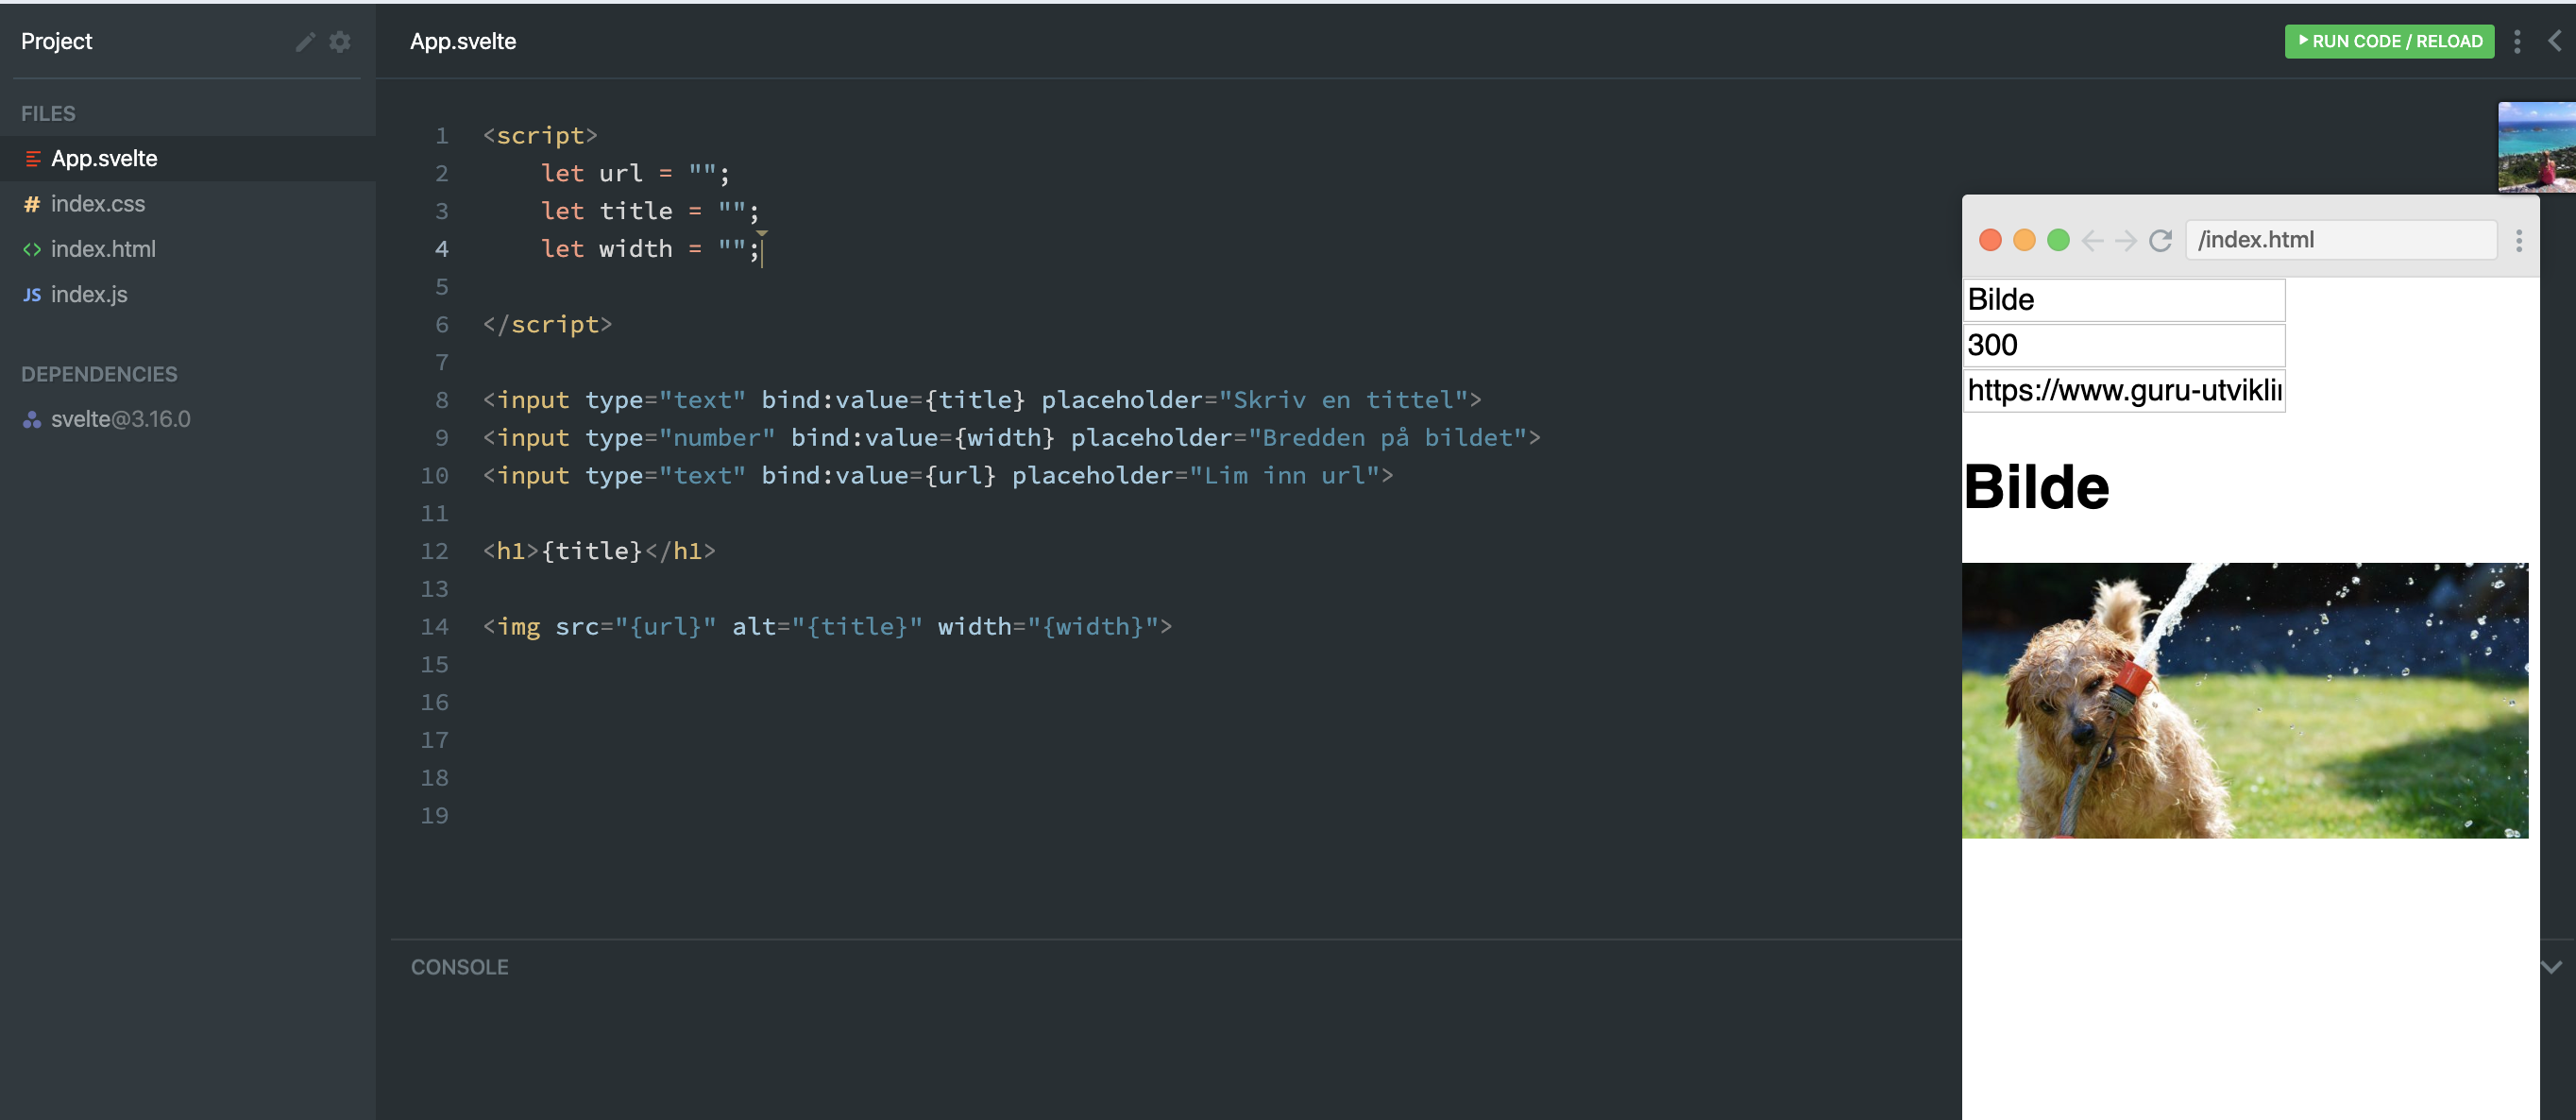 Project
FILES
App.svelte
index.css
index.html
JS index.js
DEPENDENCIES
svelte@3.16.0
App.svelte
RUN CODE / RELOAD
1 <script>
2 let url = "";
3 let title = "";
4 let width = "";
5
6 </script>
7
8 <input type="text" bind:value={title} placeholder="Skriv en tittel">
9 <input type="number" bind:value={width} placeholder="Bredden på bildet">
10 <input type="text" bind:value={url} placeholder="Lim inn url">
11
12 <h1>{title}</h1>
13
14 <img src="{url}" alt="{title}" width="{width}">
15
16
17
18
19
CONSOLE
/index.html
Bilde
300
https://www.guru-utvikli
Bilde